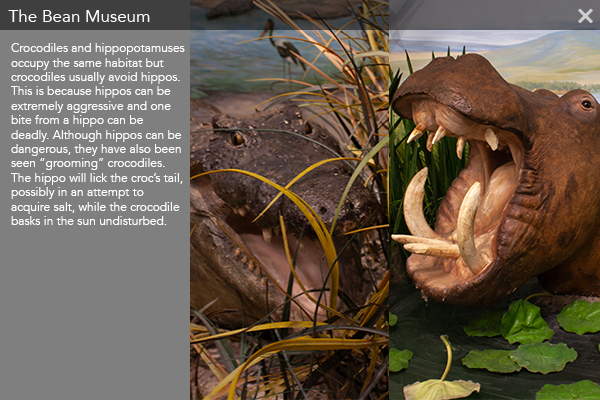 The Bean Museum
Crocodiles and hippopotamuses
occupy the same habitat but
crocodiles usually avoid hippos.
This is because hippos can be
extremely aggressive and one
bite from a hippo can be
deadly. Although hippos can be
dangerous, they have also been
seen “grooming” crocodiles.
The hippo will lick the croc’s tail,
possibly in an attempt to
acquire salt, while the crocodile
basks in the sun undisturbed.